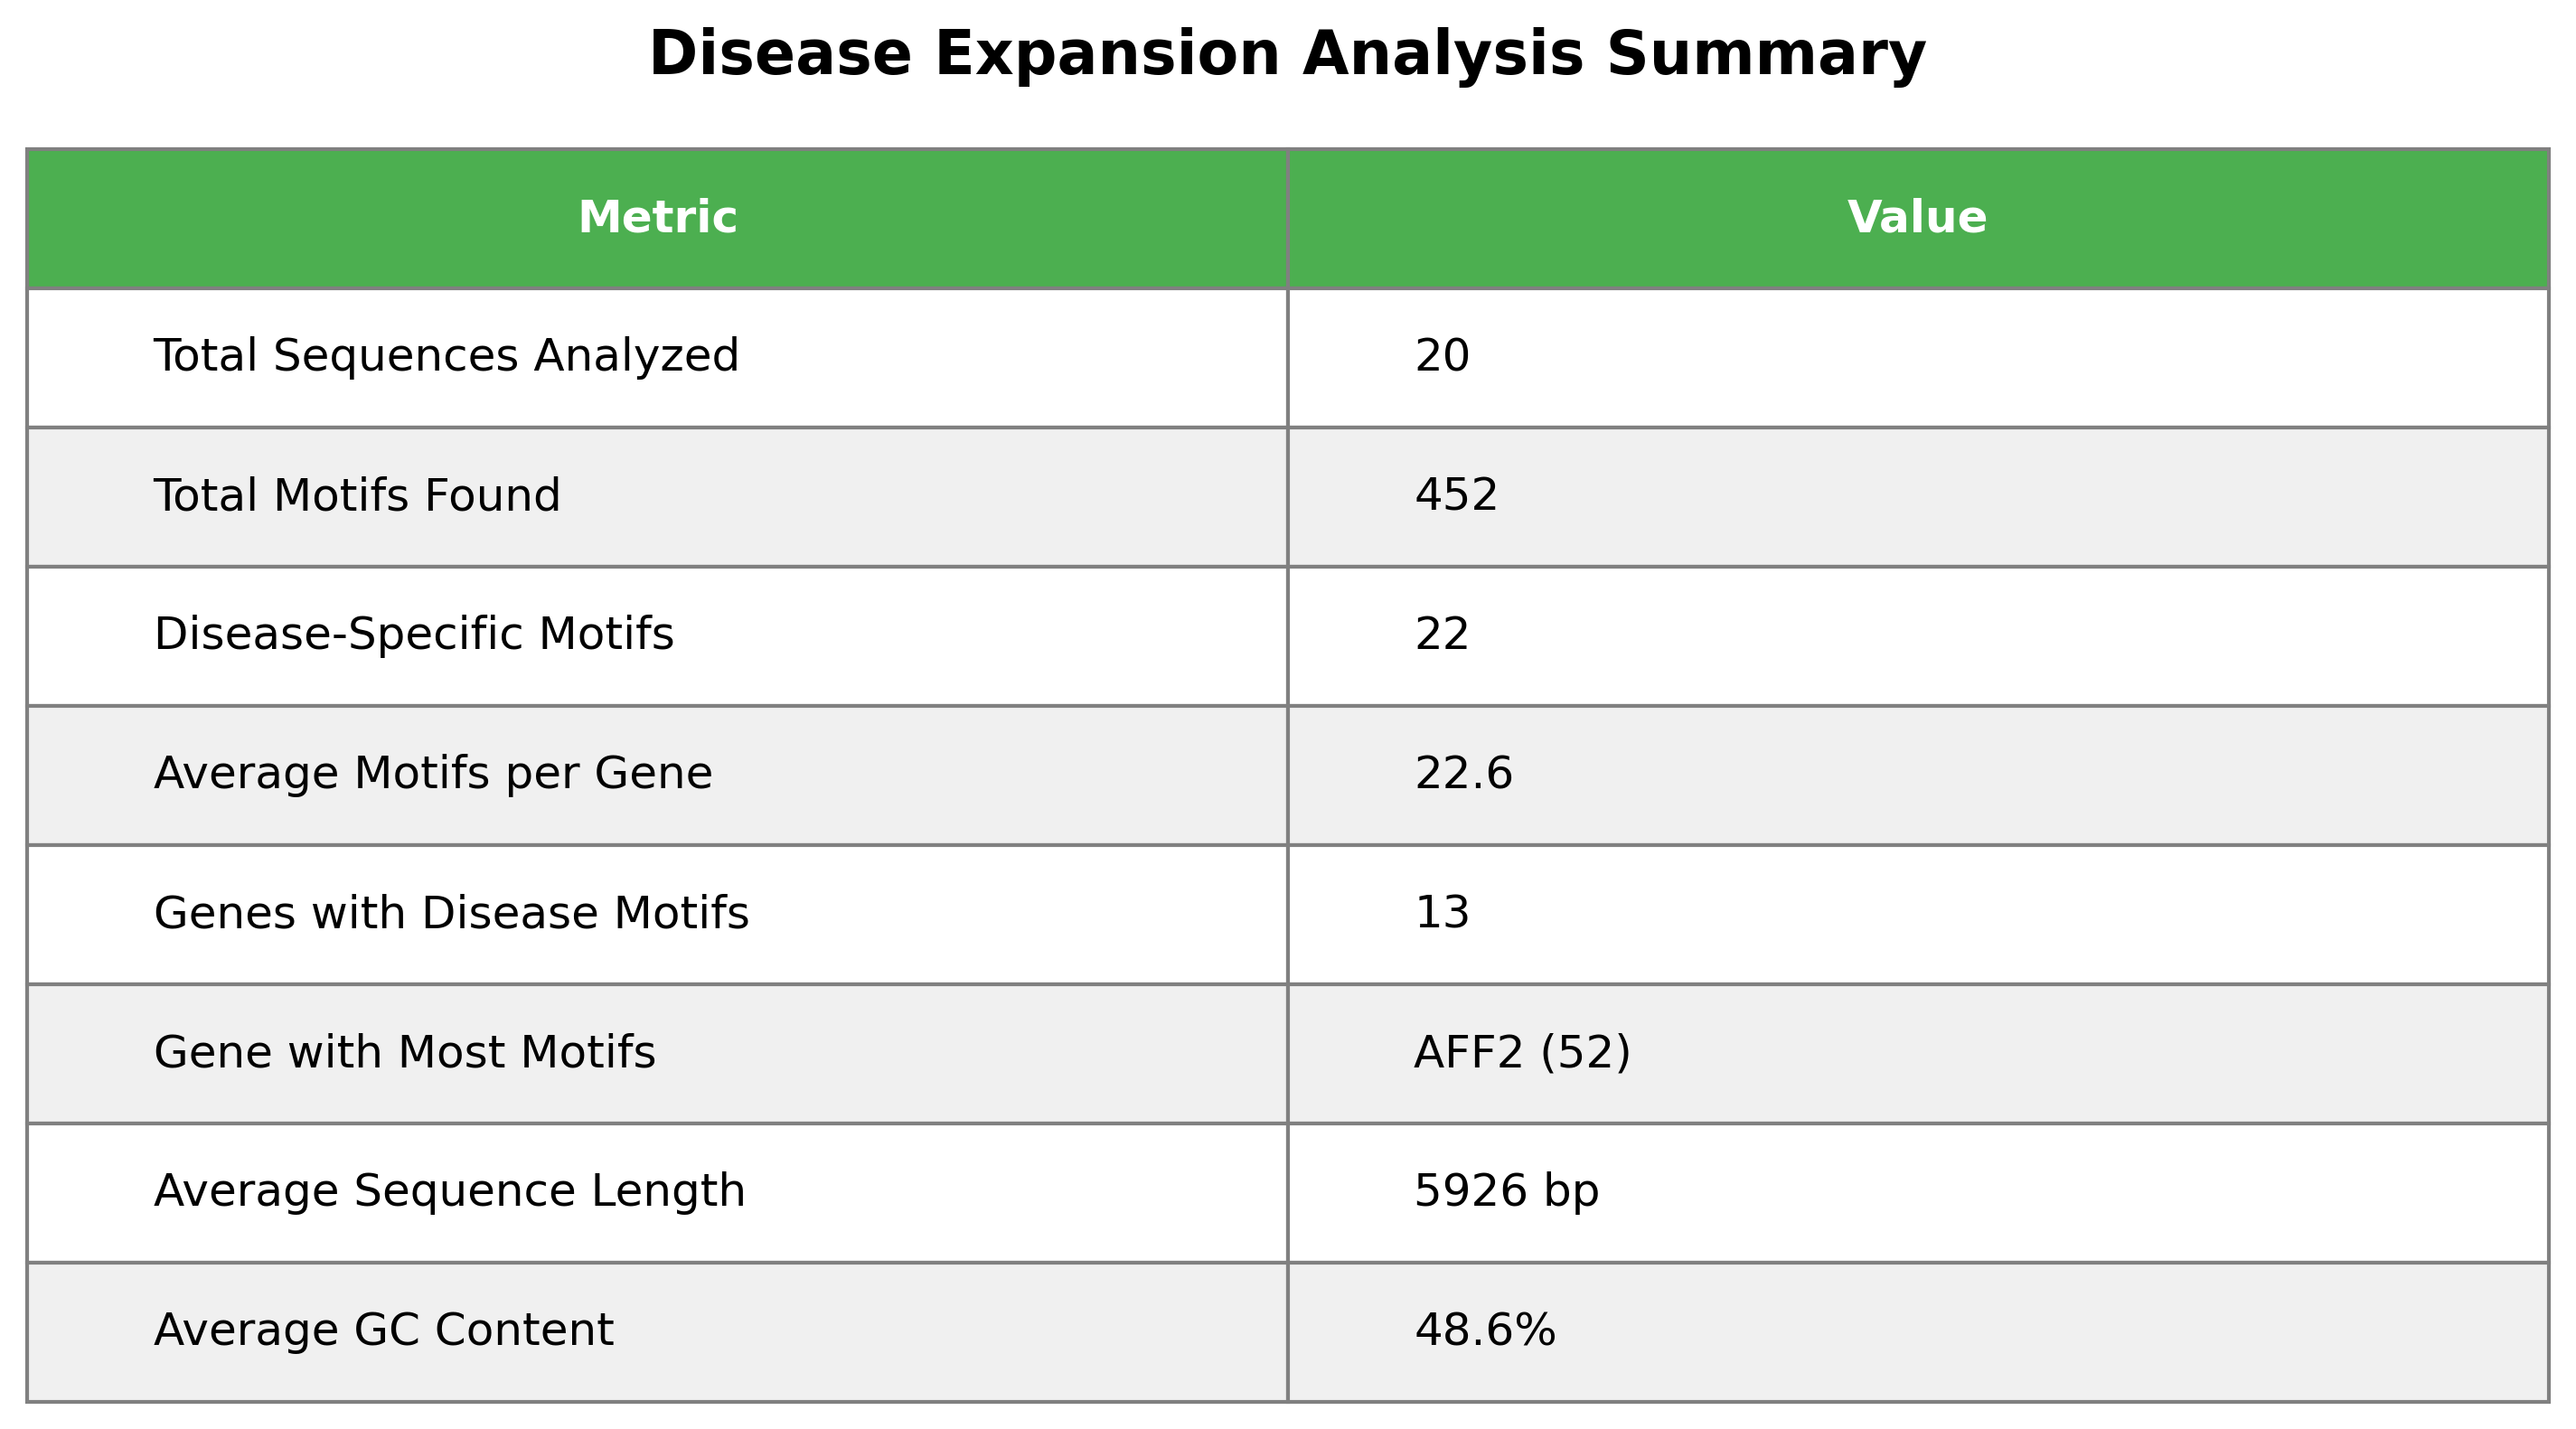 Disease Expansion Analysis Summary
Metric Value
Total Sequences Analyzed 20
Total Motifs Found 452
Disease-Specific Motifs 22
Average Motifs per Gene 22.6
Genes with Disease Motifs 13
Gene with Most Motifs AFF2 (52)
Average Sequence Length 5926 bp
Average GC Content 48.6%